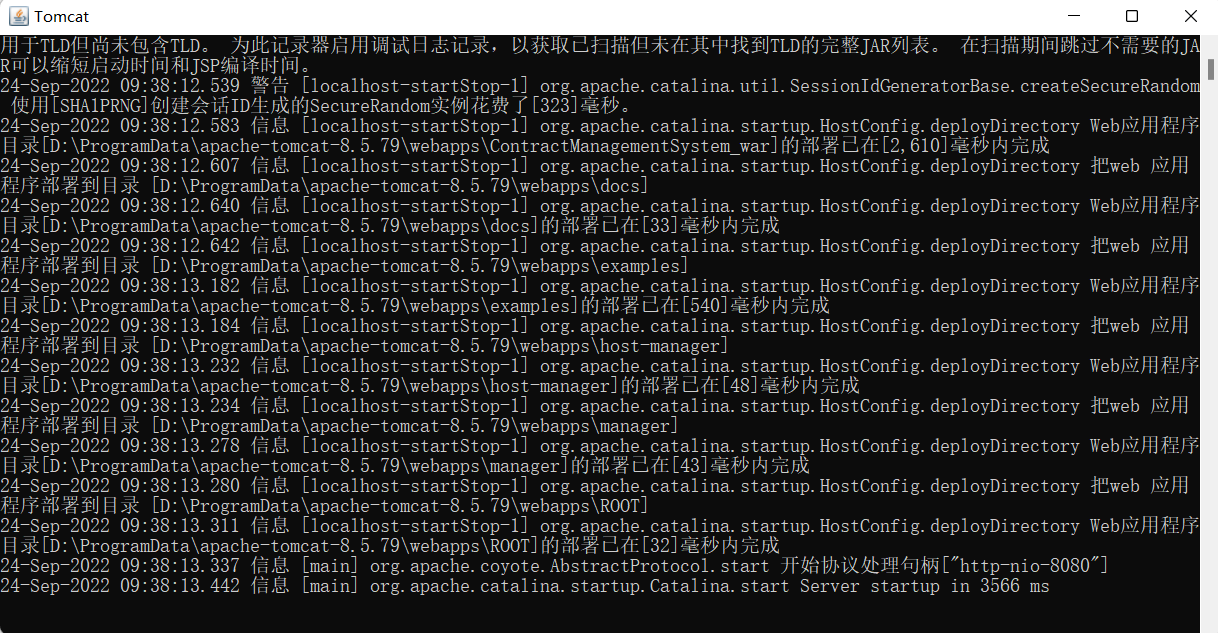 Tomcat
用于TLD但尚未包含TLD。 为此记录器启用调试日志记录，以获取已扫描但未在其中找到TLD的完整JAR列表。 在扫描期间跳过不需要的JA
R可以缩短启动时间和JSP编译时间。
24-Sep-2022 09:38:12.539 警告 [localhost-startStop-1] org.apache.catalina.util.SessionIdGeneratorBase.createSecureRandom
使用[SHA1PRNG]创建会话ID生成的SecureRandom实例花费了[323]毫秒。
24-Sep-2022 09:38:12.583 信息 [localhost-startStop-1] org.apache.catalina.startup.HostConfig.deployDirectory Web应用程序
目录[D:\ProgramData\apache-tomcat-8.5.79\webapps\ContractManagementSystem_war]的部署已在[2,610]毫秒内完成
24-Sep-2022 09:38:12.607 信息 [localhost-startStop-1] org.apache.catalina.startup.HostConfig.deployDirectory 把web 应用
程序部署到目录 [D:\ProgramData\apache-tomcat-8.5.79\webapps\docs]
24-Sep-2022 09:38:12.640 信息 [localhost-startStop-1] org.apache.catalina.startup.HostConfig.deployDirectory Web应用程序
目录[D:\ProgramData\apache-tomcat-8.5.79\webapps\docs]的部署已在[33]毫秒内完成
24-Sep-2022 09:38:12.642 信息 [localhost-startStop-1] org.apache.catalina.startup.HostConfig.deployDirectory 把web 应用
程序部署到目录 [D:\ProgramData\apache-tomcat-8.5.79\webapps\examples]
24-Sep-2022 09:38:13.182 信息 [localhost-startStop-1] org.apache.catalina.startup.HostConfig.deployDirectory Web应用程序
目录[D:\ProgramData\apache-tomcat-8.5.79\webapps\examples]的部署已在[540]毫秒内完成
24-Sep-2022 09:38:13.184 信息 [localhost-startStop-1] org.apache.catalina.startup.HostConfig.deployDirectory 把web 应用
程序部署到目录 [D:\ProgramData\apache-tomcat-8.5.79\webapps\host-manager]
24-Sep-2022 09:38:13.232 信息 [localhost-startStop-1] org.apache.catalina.startup.HostConfig.deployDirectory Web应用程序
目录[D:\ProgramData\apache-tomcat-8.5.79\webapps\host-manager]的部署已在[48]毫秒内完成
24-Sep-2022 09:38:13.234 信息 [localhost-startStop-1] org.apache.catalina.startup.HostConfig.deployDirectory 把web 应用
程序部署到目录 [D:\ProgramData\apache-tomcat-8.5.79\webapps\manager]
24-Sep-2022 09:38:13.278 信息 [localhost-startStop-1] org.apache.catalina.startup.HostConfig.deployDirectory Web应用程序
目录[D:\ProgramData\apache-tomcat-8.5.79\webapps\manager]的部署已在[43]毫秒内完成
24-Sep-2022 09:38:13.280 信息 [localhost-startStop-1] org.apache.catalina.startup.HostConfig.deployDirectory 把web 应用
程序部署到目录 [D:\ProgramData\apache-tomcat-8.5.79\webapps\ROOT]
24-Sep-2022 09:38:13.311 信息 [localhost-startStop-1] org.apache.catalina.startup.HostConfig.deployDirectory Web应用程序
目录[D:\ProgramData\apache-tomcat-8.5.79\webapps\ROOT]的部署已在[32]毫秒内完成
24-Sep-2022 09:38:13.337 信息 [main] org.apache.coyote.AbstractProtocol.start 开始协议处理句柄["http-nio-8080"]
24-Sep-2022 09:38:13.442 信息 [main] org.apache.catalina.startup.Catalina.start Server startup in 3566 ms